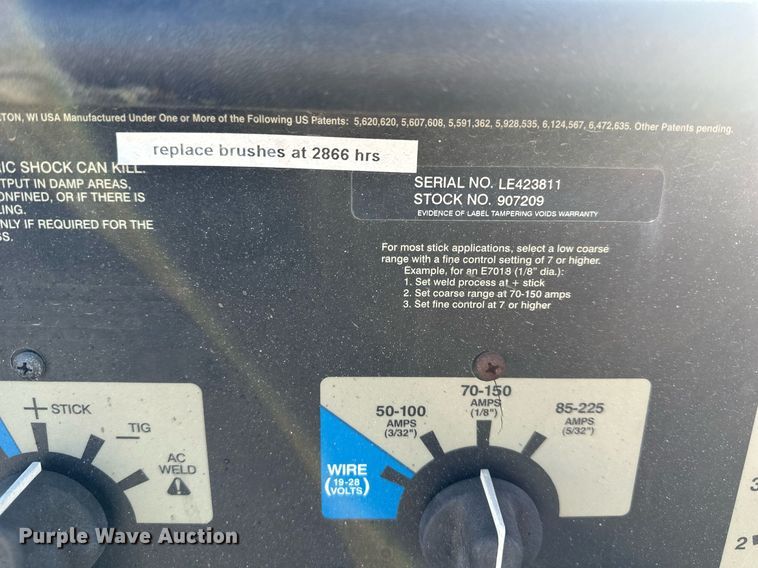 TON, WI USA Manufactured Under One or More of the Following US Patents: 5,620,620, 5,607,608, 5,591,362, 5,928,535, 6,124,567, 6,472,635. Other Patents pending.
replace brushes at 2866 hrs
IC SHOCK CAN KILL.
TPUT IN DAMP AREAS,
ONFINED, OR IF THERE IS
LING.
NLY IF REQUIRED FOR THE
SS.
SERIAL NO. LE423811
STOCK NO. 907209
EVIDENCE OF LABEL TAMPERING VOIDS WARRANTY
For most stick applications, select a low coarse
range with a fine control setting of 7 or higher.
Example, for an E7018 (1/8" dia.):
1. Set weld process at + stick
2. Set coarse range at 70-150 amps
3. Set fine control at 7 or higher
+ STICK
— TIG
AC
WELD
WIRE
(19-28
VOLTS)
50-100
AMPS
(3/32")
70-150
AMPS
(1/8")
85-225
AMPS
(5/32")
3
2
Purple Wave Auction